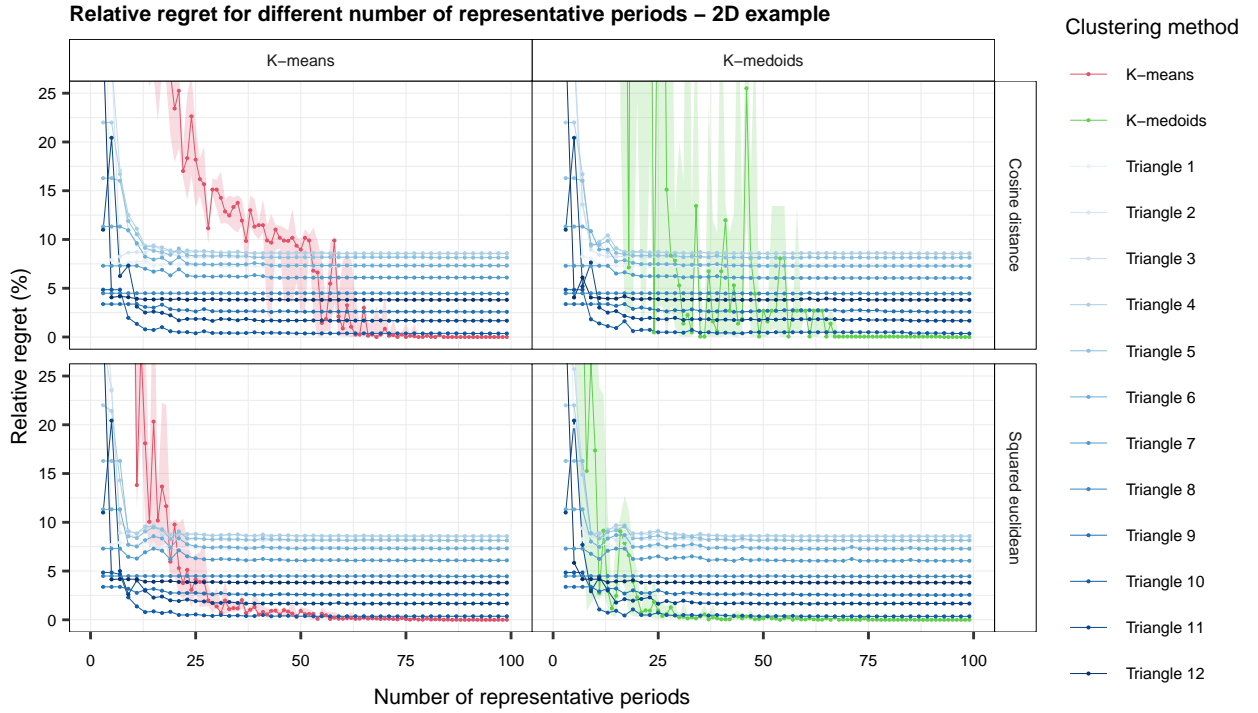 Relative regret for different number of representative periods – 2D example
K−means
K−medoids
25
20
15
10
5
0
Cosine distance
25
20
15
10
5
0
Squared euclidean
Relative regret (%)
0
25
50
75
100
0
25
50
75
100
Number of representative periods
Clustering method
K−means
K−medoids
Triangle 1
Triangle 2
Triangle 3
Triangle 4
Triangle 5
Triangle 6
Triangle 7
Triangle 8
Triangle 9
Triangle 10
Triangle 11
Triangle 12